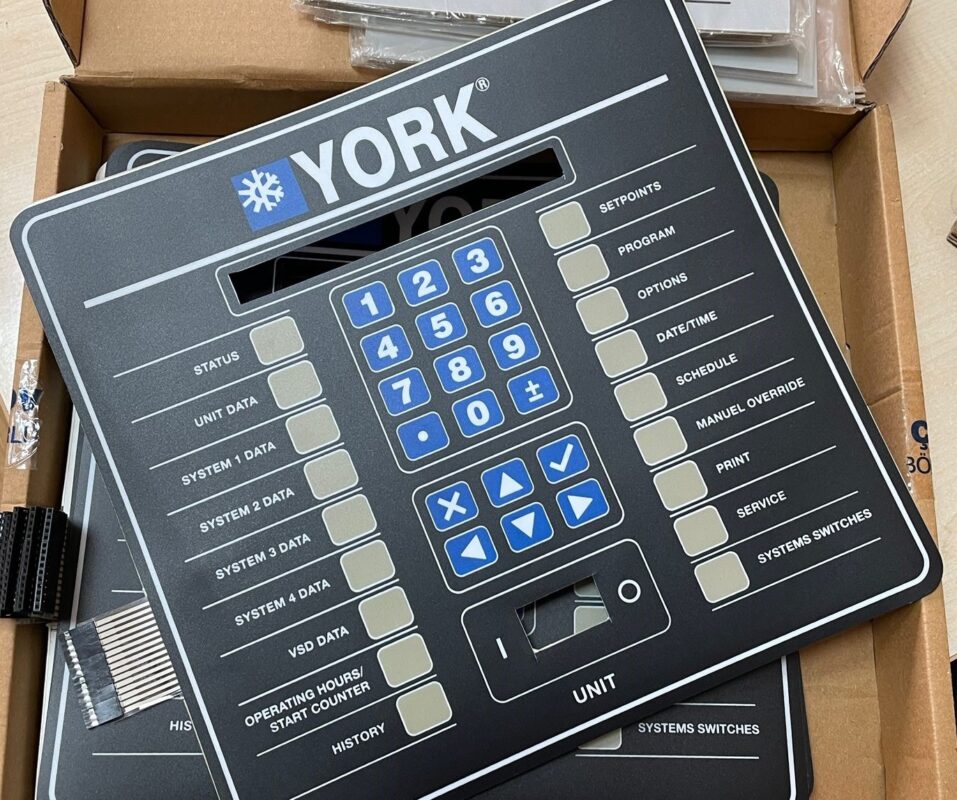 YORK®
STATUS
UNIT DATA
SYSTEM 1 DATA
SYSTEM 2 DATA
SYSTEM 3 DATA
SYSTEM 4 DATA
VSD DATA
OPERATING HOURS/
START COUNTER
HISTORY
1 2 3
4 5 6
7 8 9
• 0 ±
I O
UNIT
SETPOINTS
PROGRAM
OPTIONS
DATE/TIME
SCHEDULE
MANUEL OVERRIDE
PRINT
SERVICE
SYSTEMS SWITCHES
YO
HIS
SYSTEMS SWITCHES